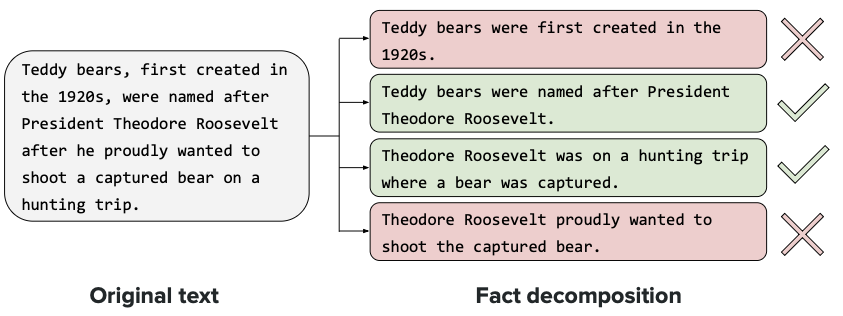 Teddy bears, first created in
the 1920s, were named after
President Theodore Roosevelt
after he proudly wanted to
shoot a captured bear on a
hunting trip.
Original text
Teddy bears were first created in the
1920s.
Teddy bears were named after President
Theodore Roosevelt.
Theodore Roosevelt was on a hunting trip
where a bear was captured.
Theodore Roosevelt proudly wanted to
shoot the captured bear.
Fact decomposition